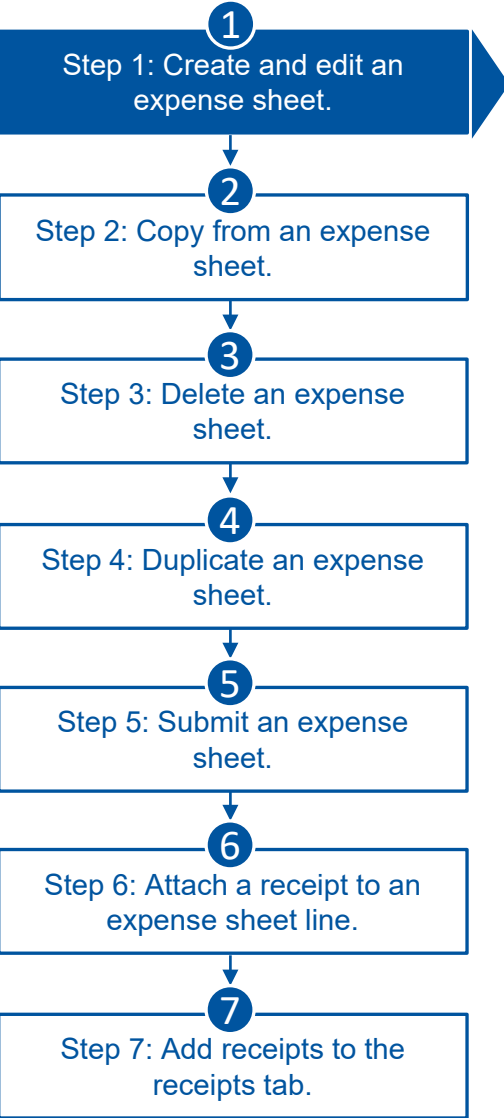 1
Step 1: Create and edit an
expense sheet.
2
Step 2: Copy from an expense
sheet.
3
Step 3: Delete an expense
sheet.
4
Step 4: Duplicate an expense
sheet.
5
Step 5: Submit an expense
sheet.
6
Step 6: Attach a receipt to an
expense sheet line.
7
Step 7: Add receipts to the
receipts tab.